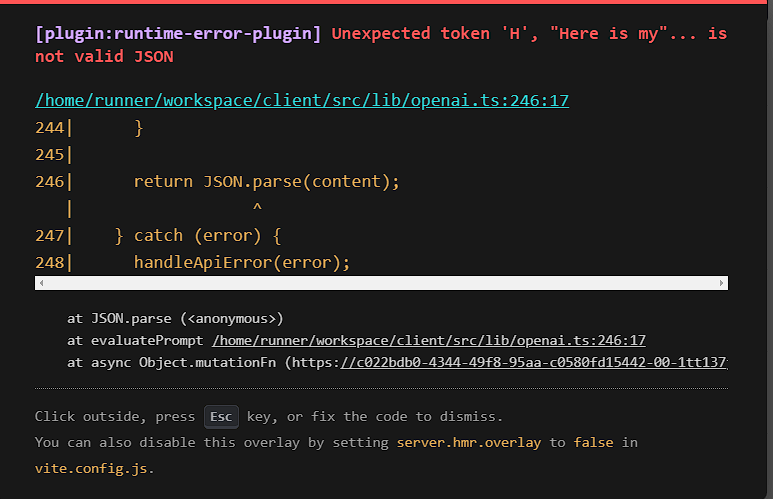 [plugin:runtime-error-plugin] Unexpected token 'H', "Here is my"... is
not valid JSON
/home/runner/workspace/client/src/lib/openai.ts:246:17
244|      }
245|
246|      return JSON.parse(content);
   |                  ^
247|    } catch (error) {
248|      handleApiError(error);
at JSON.parse (<anonymous>)
at evaluatePrompt /home/runner/workspace/client/src/lib/openai.ts:246:17
at async Object.mutationFn (https://c022bdb0-4344-49f8-95aa-c0580fd15442-00-1tt137
Click outside, press Esc key, or fix the code to dismiss.
You can also disable this overlay by setting server.hmr.overlay to false in
vite.config.js.